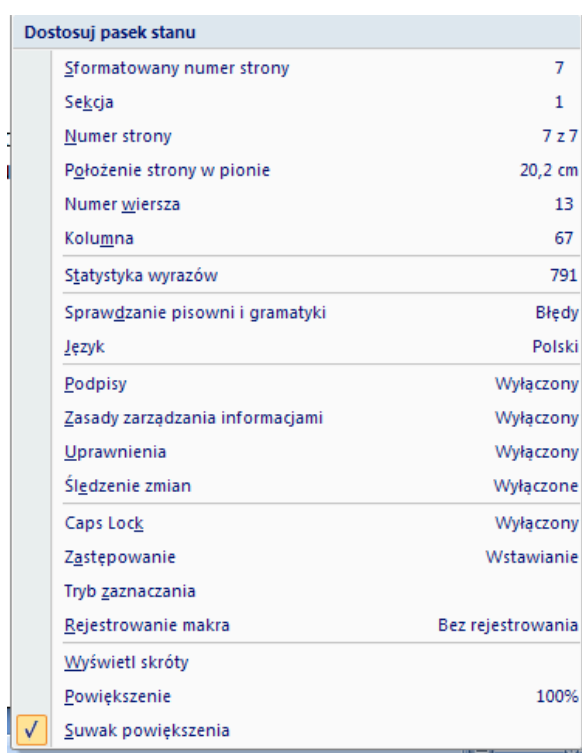 Dostosuj pasek stanu
Sformatowany numer strony 7
Sekcja 1
Numer strony 7 z 7
Położenie strony w pionie 20,2 cm
Numer wiersza 13
Kolumna 67
Statystyka wyrazów 791
Sprawdzanie pisowni i gramatyki Błędy
Język Polski
Podpisy Wyłączony
Zasady zarządzania informacjami Wyłączony
Uprawnienia Wyłączony
Śledzenie zmian Wyłączone
Caps Lock Wyłączony
Zastępowanie Wstawianie
Tryb zaznaczania
Rejestrowanie makra Bez rejestrowania
Wyświetl skróty
Powiększenie 100%
Suwak powiększenia